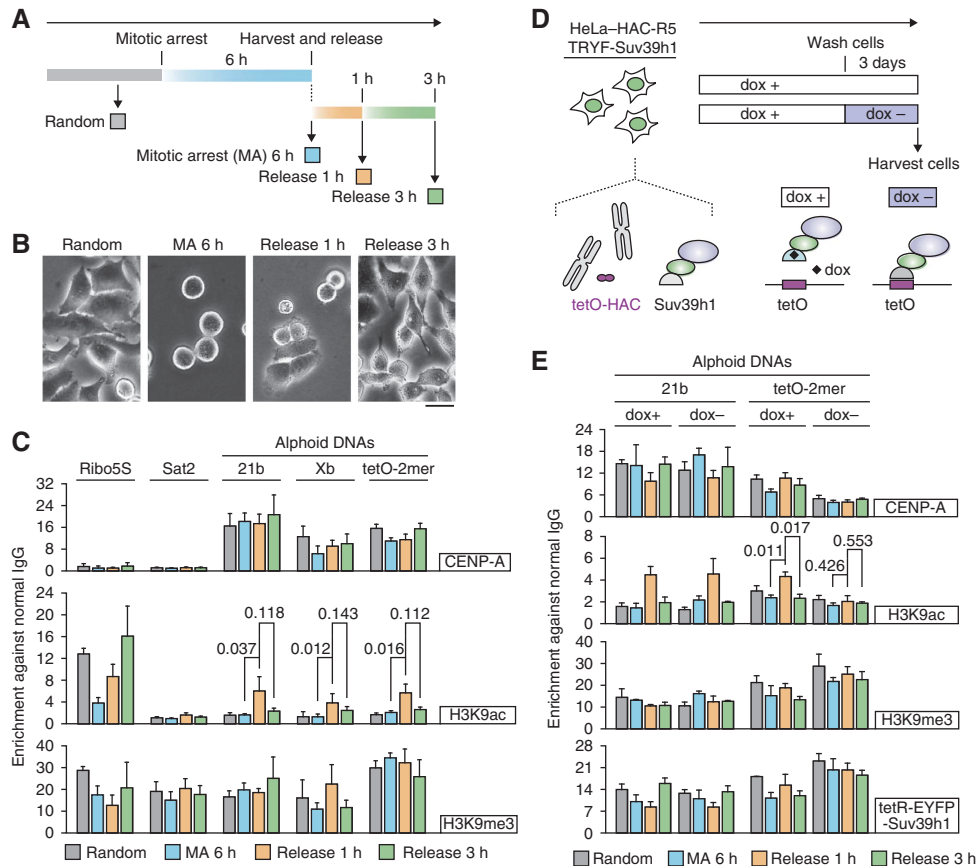 A
Mitotic arrest
Harvest and release
6 h
1 h
3 h
Random
Mitotic arrest (MA) 6 h
Release 1 h
Release 3 h
B
Random
MA 6 h
Release 1 h
Release 3 h
C
Alphoid DNAs
Ribo5S
Sat2
21b
Xb
tetO-2mer
Enrichment against normal IgG
32
24
16
8
0
CENP-A
24
20
16
12
8
4
0
0.037
0.118
0.012
0.143
0.016
0.112
H3K9ac
40
30
20
10
0
H3K9me3
Random
MA 6 h
Release 1 h
Release 3 h
D
HeLa–HAC-R5
TRYF-Suv39h1
Wash cells
3 days
dox +
dox +
dox –
Harvest cells
tetO-HAC
Suv39h1
dox +
dox –
dox
tetO
tetO
E
Alphoid DNAs
21b
tetO-2mer
dox+
dox–
dox+
dox–
Enrichment against normal IgG
24
18
12
6
0
CENP-A
8
6
4
2
0
0.011
0.017
0.426
0.553
H3K9ac
40
30
20
10
0
H3K9me3
28
21
14
7
0
tetR-EYFP
-Suv39h1
Random
MA 6 h
Release 1 h
Release 3 h